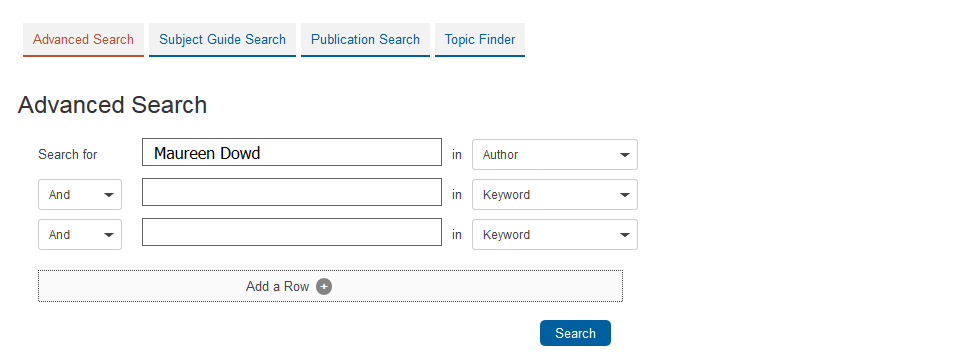 Advanced Search Subject Guide Search Publication Search Topic Finder
Advanced Search
Search for Maureen Dowd in Author
And in Keyword
And in Keyword
Add a Row +
Search